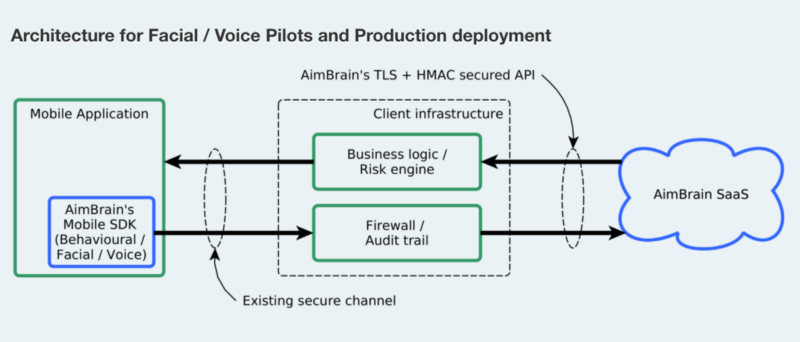 Architecture for Facial / Voice Pilots and Production deployment
AimBrain's TLS + HMAC secured API
Mobile Application
Client infrastructure
Business logic /
Risk engine
AimBrain SaaS
AimBrain's
Mobile SDK
(Behavioural /
Facial / Voice)
Firewall /
Audit trail
Existing secure channel